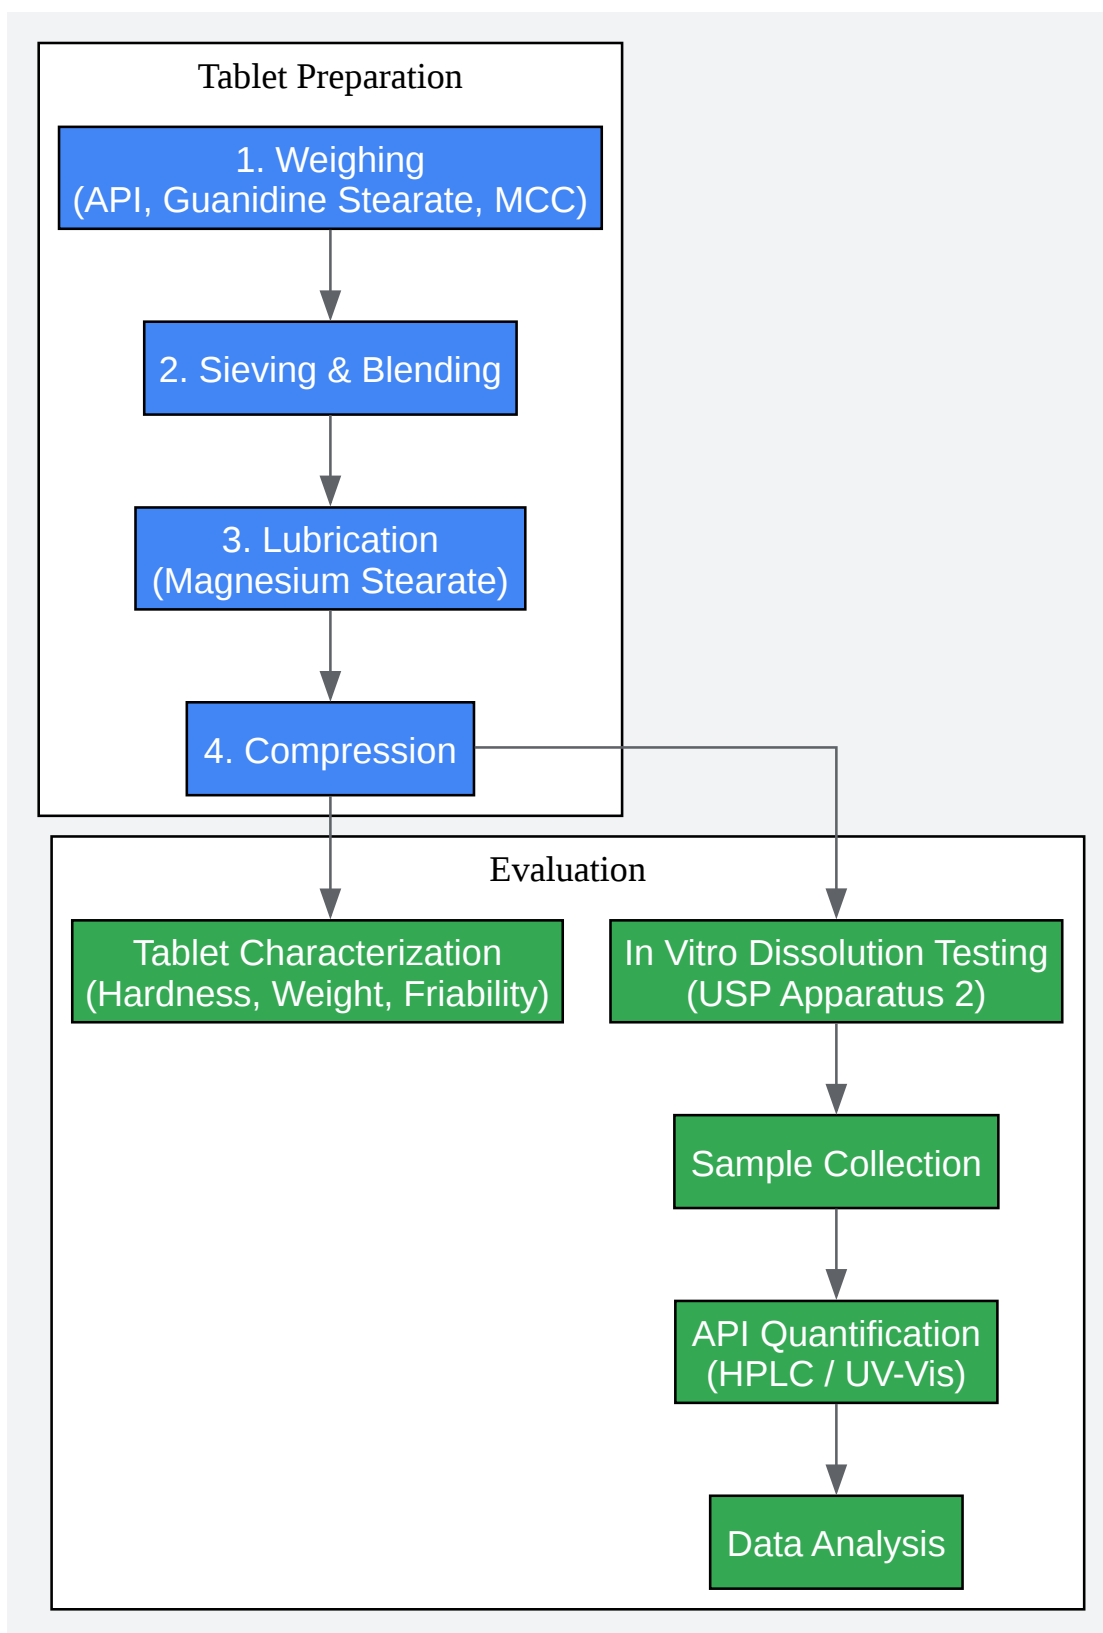 Tablet Preparation
1. Weighing
(API, Guanidine Stearate, MCC)
2. Sieving & Blending
3. Lubrication
(Magnesium Stearate)
4. Compression
Evaluation
Tablet Characterization
(Hardness, Weight, Friability)
In Vitro Dissolution Testing
(USP Apparatus 2)
Sample Collection
API Quantification
(HPLC / UV-Vis)
Data Analysis